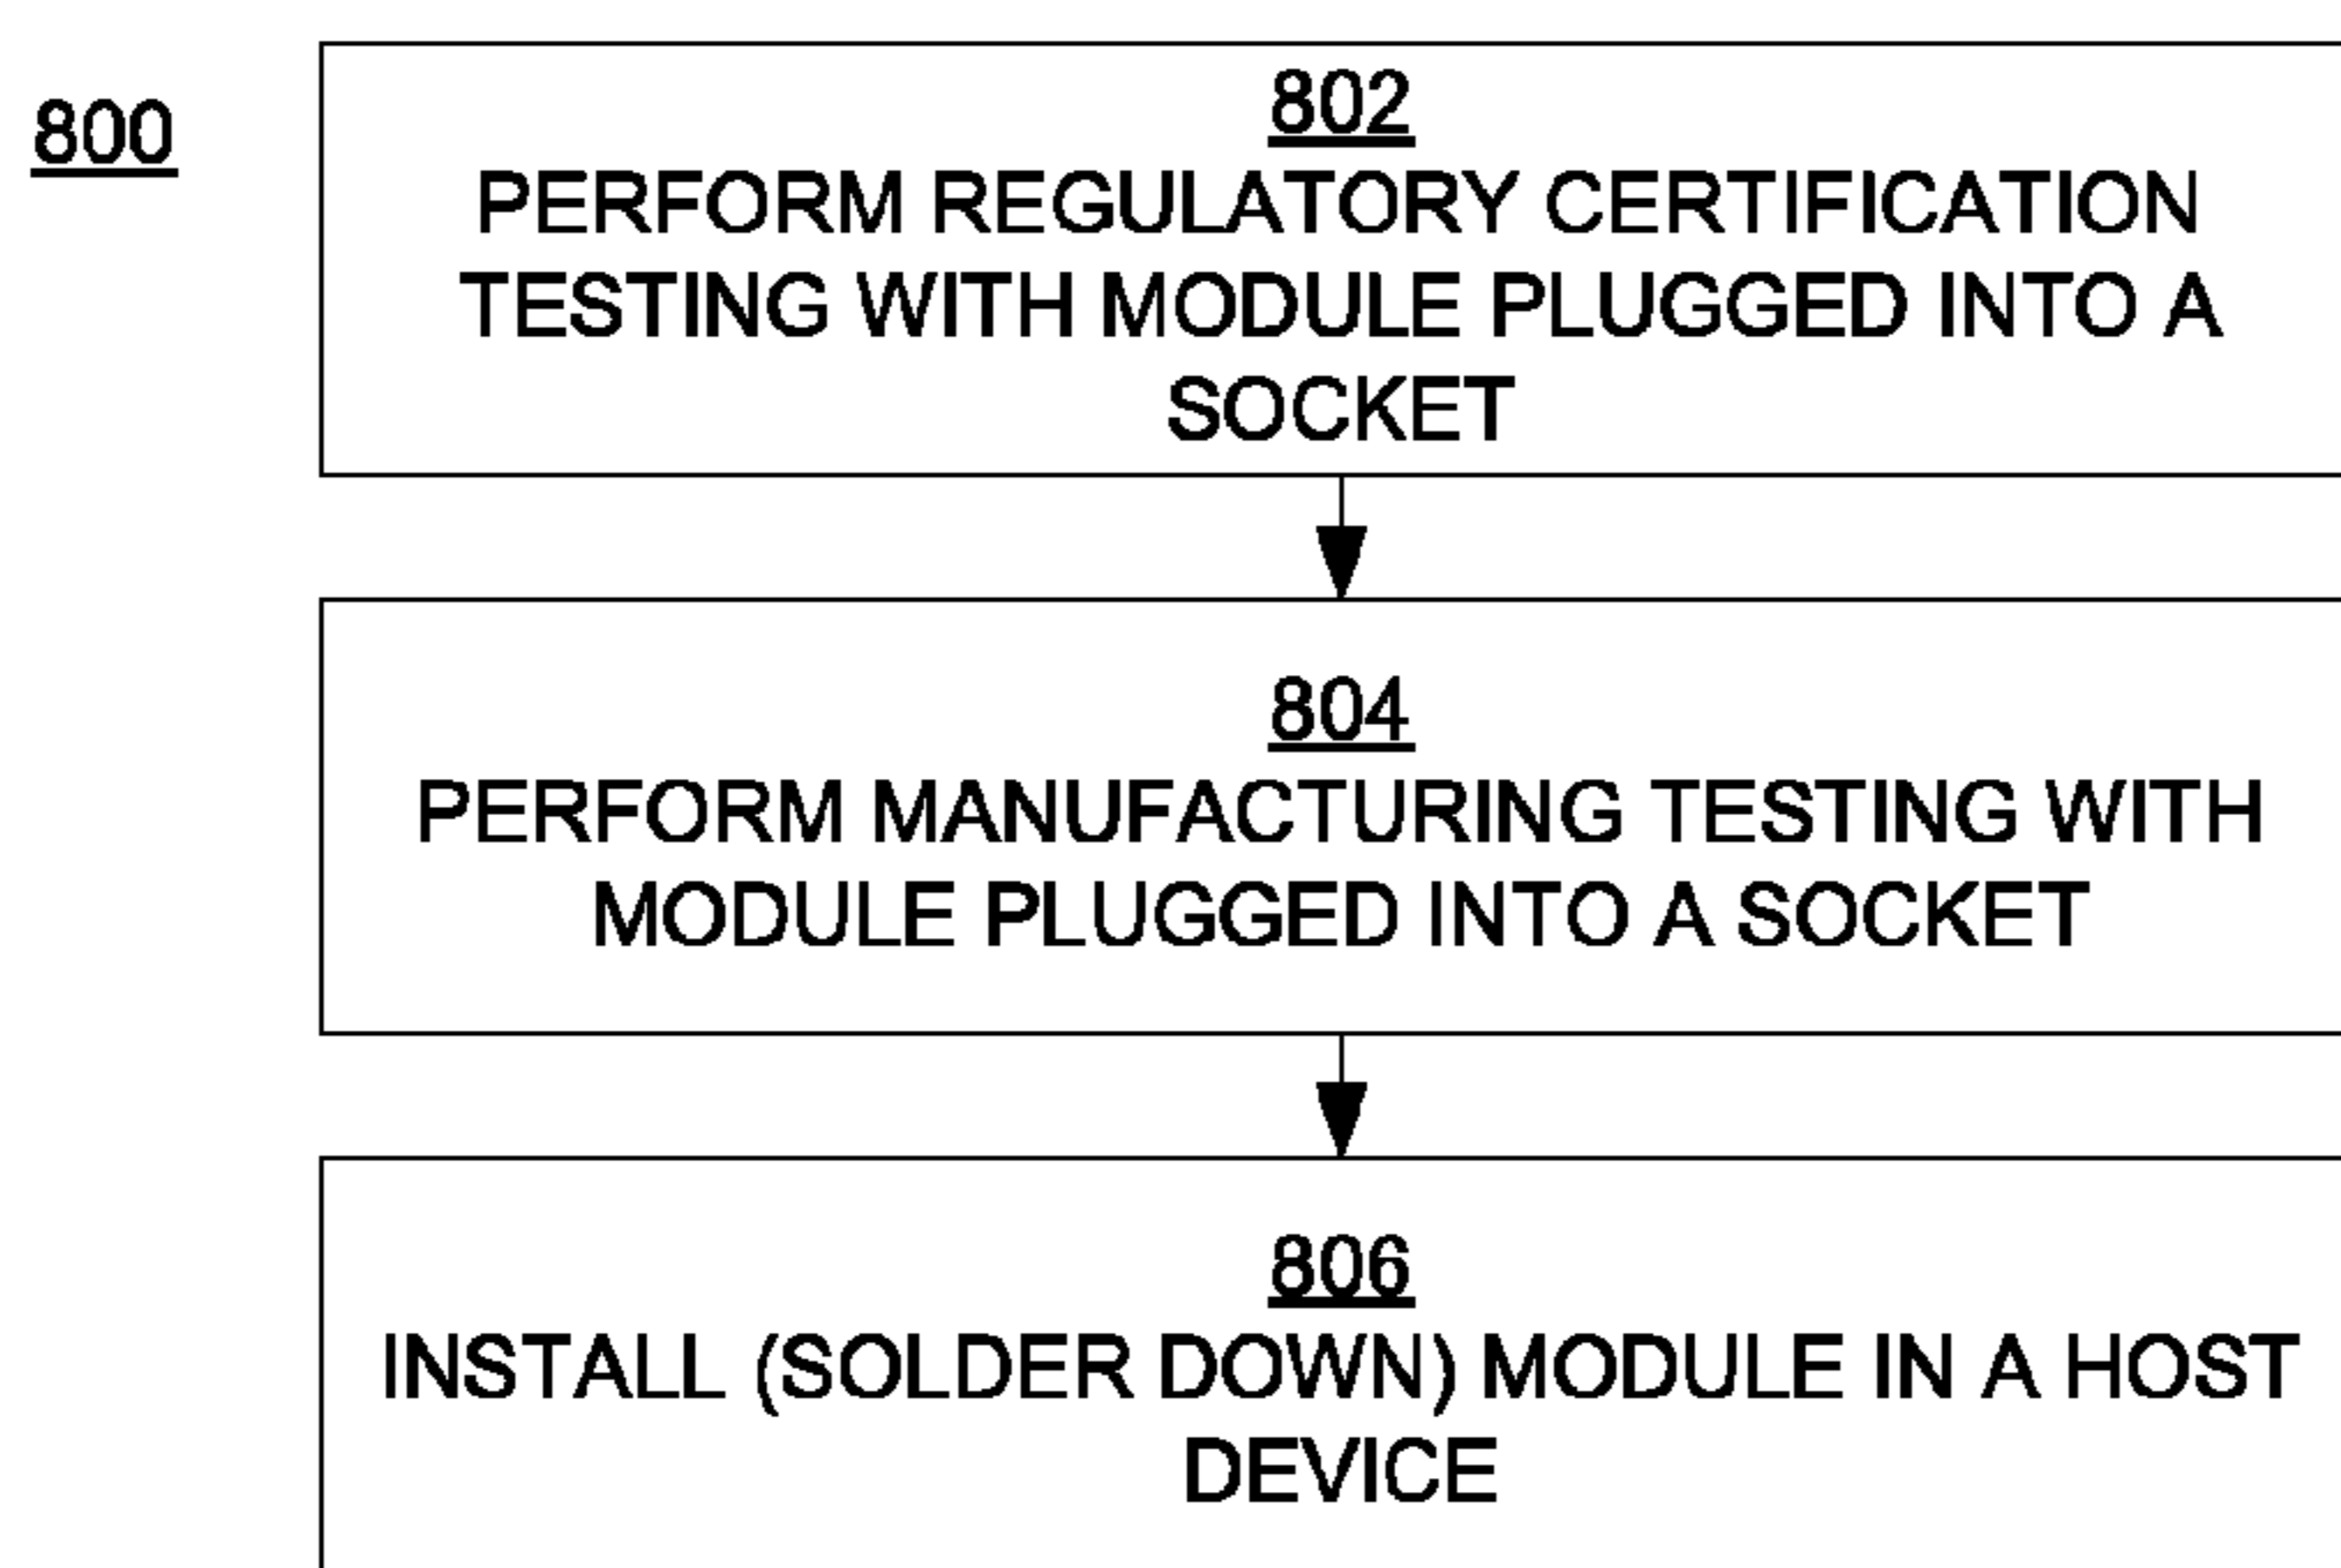 800
802
PERFORM REGULATORY CERTIFICATION
TESTING WITH MODULE PLUGGED INTO A
SOCKET
804
PERFORM MANUFACTURING TESTING WITH
MODULE PLUGGED INTO A SOCKET
806
INSTALL (SOLDER DOWN) MODULE IN A HOST
DEVICE